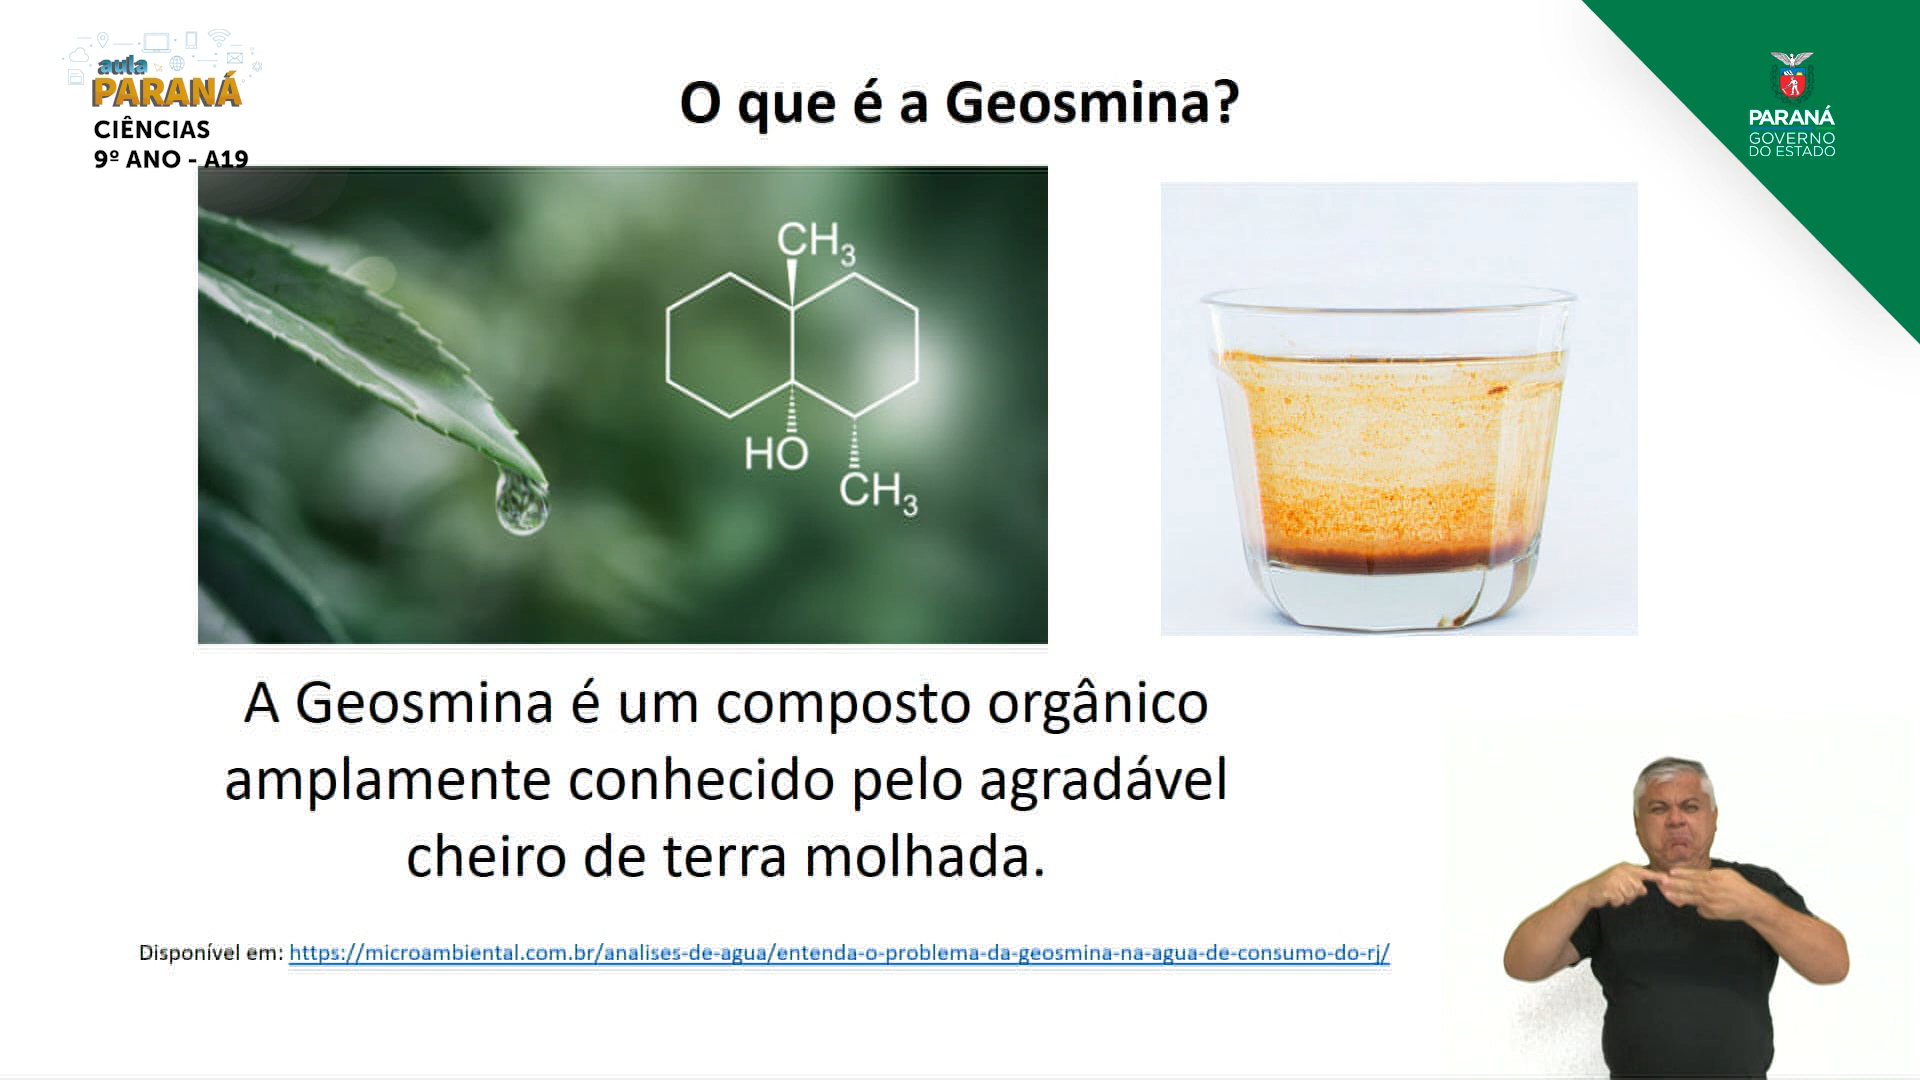 aula
PARANÁ
CIÊNCIAS
9º ANO - A19
O que é a Geosmina?
PARANÁ
GOVERNO
DO ESTADO
CH3
HO
CH3
A Geosmina é um composto orgânico
amplamente conhecido pelo agradável
cheiro de terra molhada.
Disponível em: https://microambiental.com.br/analises-de-agua/entenda-o-problema-da-geosmina-na-agua-de-consumo-do-rj/